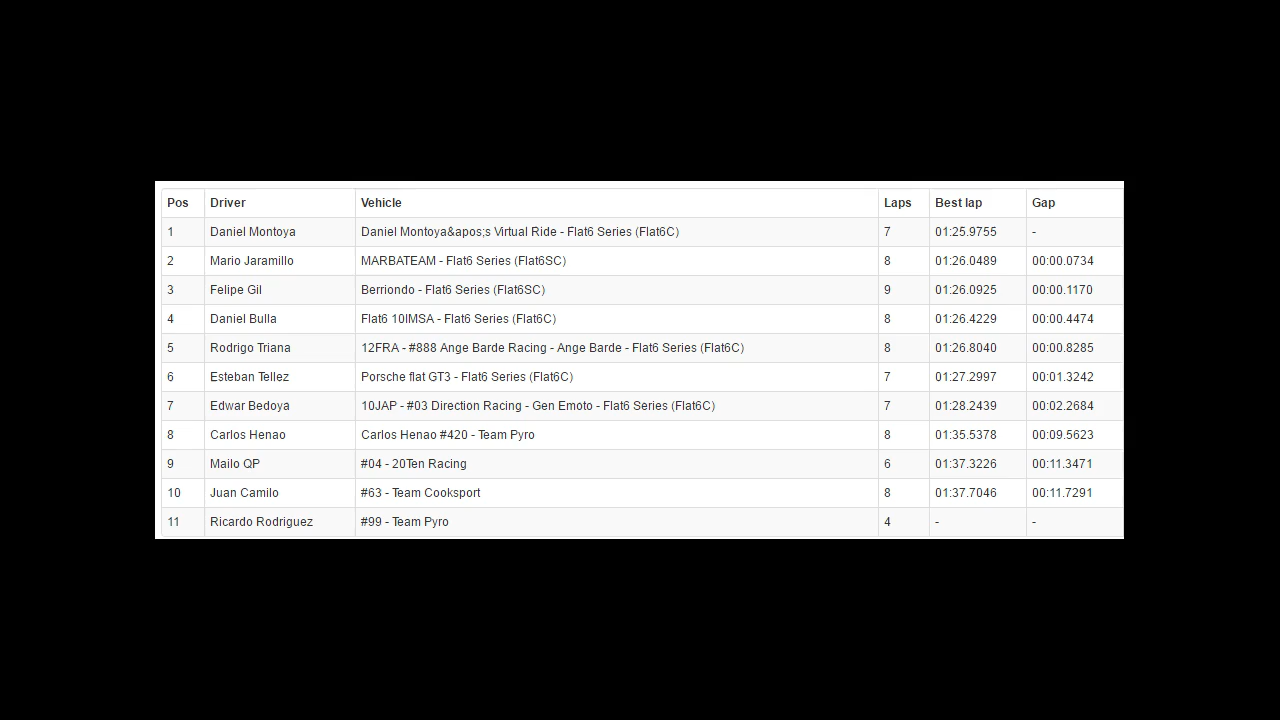 Pos Driver Vehicle Laps Best lap Gap
1 Daniel Montoya Daniel Montoya&apos;s Virtual Ride - Flat6 Series (Flat6C) 7 01:25.9755 -
2 Mario Jaramillo MARBATEAM - Flat6 Series (Flat6SC) 8 01:26.0489 00:00.0734
3 Felipe Gil Berriondo - Flat6 Series (Flat6SC) 9 01:26.0925 00:00.1170
4 Daniel Bulla Flat6 10IMSA - Flat6 Series (Flat6C) 8 01:26.4229 00:00.4474
5 Rodrigo Triana 12FRA - #888 Ange Barde Racing - Ange Barde - Flat6 Series (Flat6C) 8 01:26.8040 00:00.8285
6 Esteban Tellez Porsche flat GT3 - Flat6 Series (Flat6C) 7 01:27.2997 00:01.3242
7 Edwar Bedoya 10JAP - #03 Direction Racing - Gen Emoto - Flat6 Series (Flat6C) 7 01:28.2439 00:02.2684
8 Carlos Henao Carlos Henao #420 - Team Pyro 8 01:35.5378 00:09.5623
9 Mailo QP #04 - 20Ten Racing 6 01:37.3226 00:11.3471
10 Juan Camilo #63 - Team Cooksport 8 01:37.7046 00:11.7291
11 Ricardo Rodriguez #99 - Team Pyro 4 - -